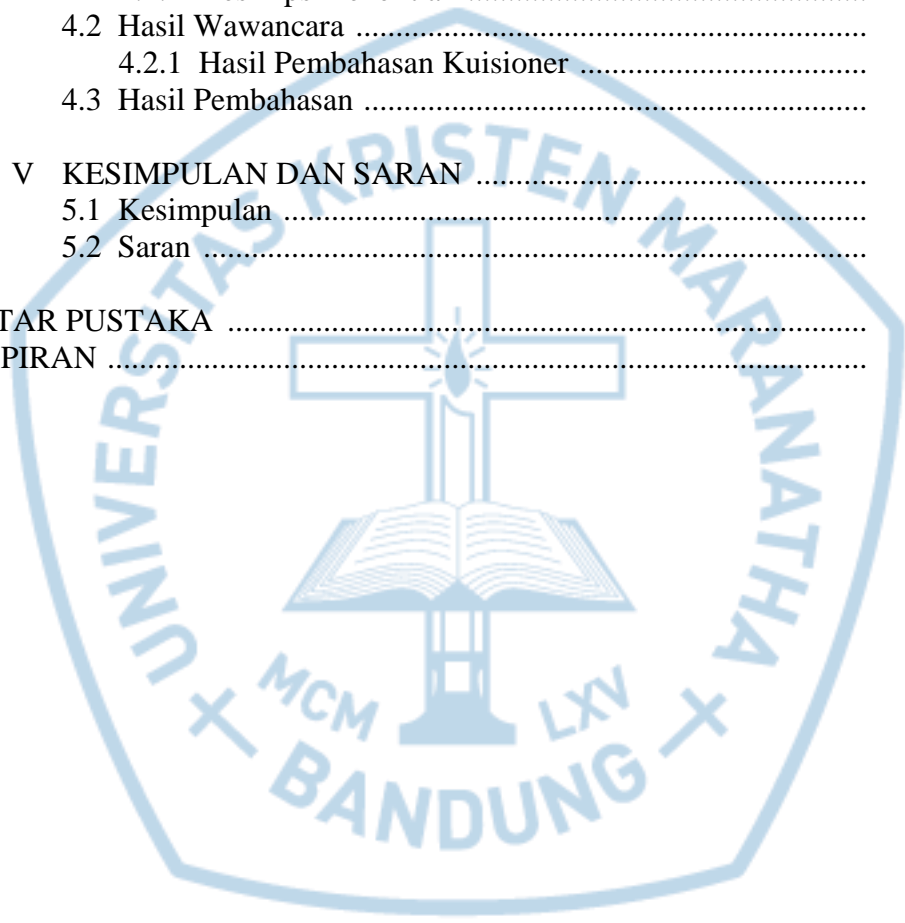 4.2 Hasil Wawancara ................................................................
4.2.1 Hasil Pembahasan Kuisioner ....................................
4.3 Hasil Pembahasan ...............................................................
V KESIMPULAN DAN SARAN .................................................
5.1 Kesimpulan .........................................................................
5.2 Saran ...................................................................................
TAR PUSTAKA ................................................................................
PIRAN ...............................................................................................
UNIVERSITAS KRISTEN MARANATHA
MCM LXV
BANDUNG